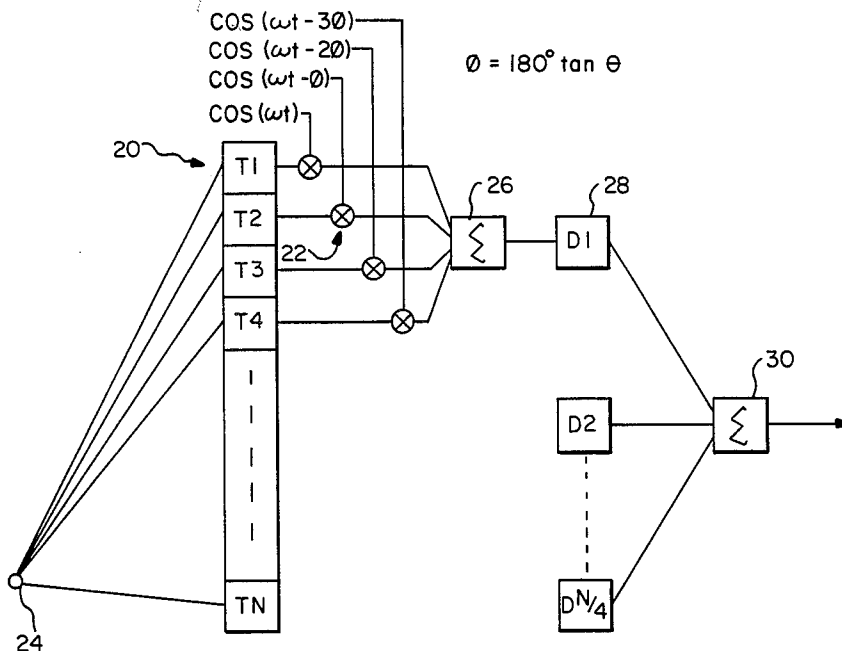 COS (ωt - 3Ø)
COS (ωt - 2Ø)
COS (ωt - Ø)
COS (ωt)
Ø = 180° tan θ
20
T1
T2
T3
T4
TN
22
24
26
Σ
28
D1
D2
D N/4
30
Σ